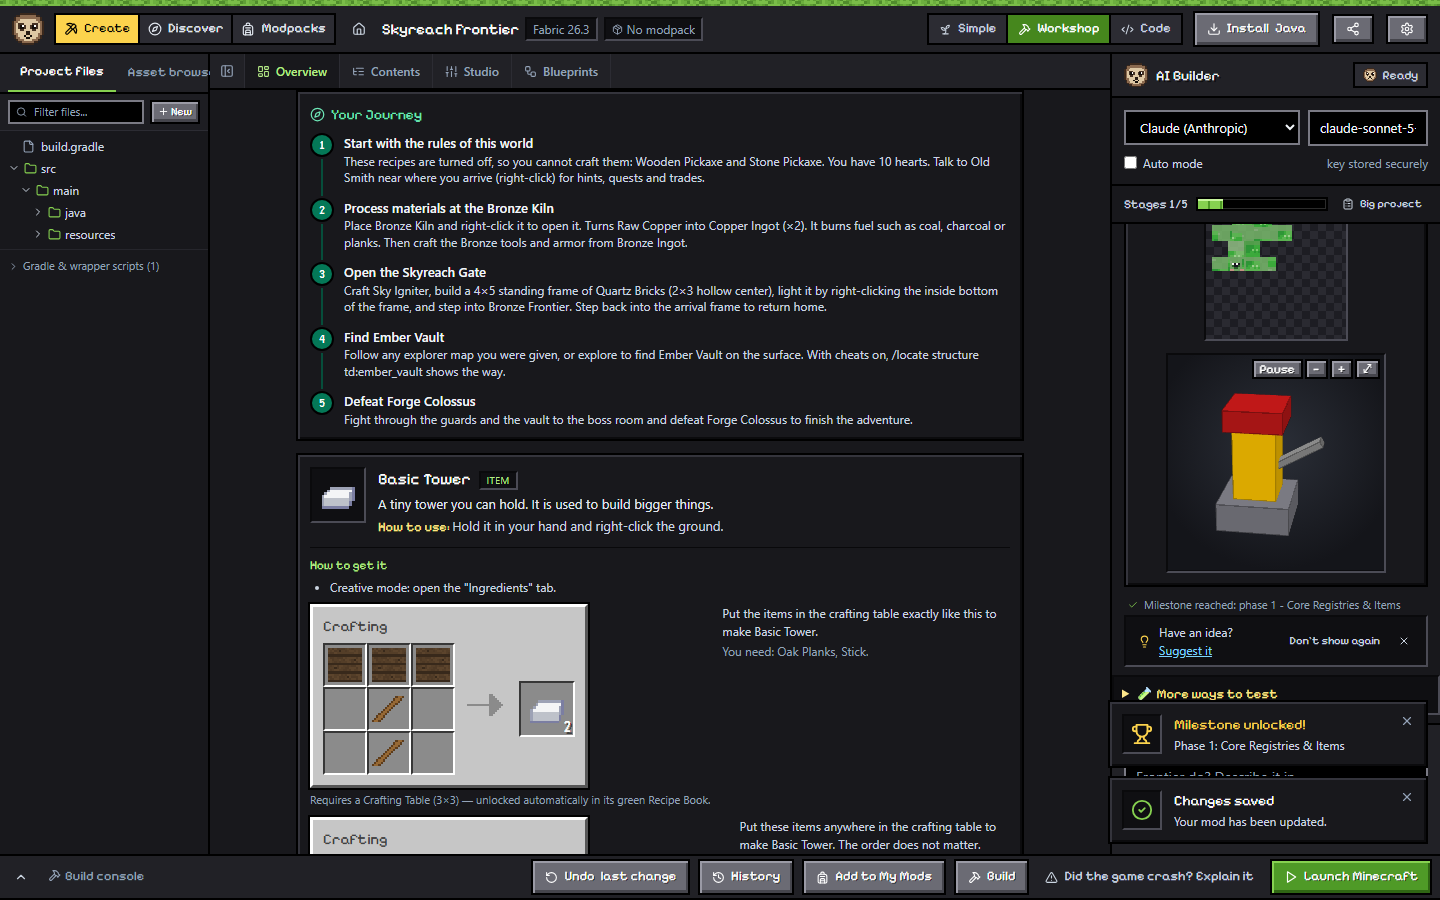 Create
Discover
Modpacks
Skyreach Frontier
Fabric 26.3
No modpack
Simple
Workshop
Code
Install Java
Project files
Asset brows
Overview
Contents
Studio
Blueprints
AI Builder
Ready
Filter files...
+ New
build.gradle
src
main
java
resources
Gradle & wrapper scripts (1)
Your Journey
1
Start with the rules of this world
These recipes are turned off, so you cannot craft them: Wooden Pickaxe and Stone Pickaxe. You have 10 hearts. Talk to Old
Smith near where you arrive (right-click) for hints, quests and trades.
2
Process materials at the Bronze Kiln
Place Bronze Kiln and right-click it to open it. Turns Raw Copper into Copper Ingot (×2). It burns fuel such as coal, charcoal or
planks. Then craft the Bronze tools and armor from Bronze Ingot.
3
Open the Skyreach Gate
Craft Sky Igniter, build a 4×5 standing frame of Quartz Bricks (2×3 hollow center), light it by right-clicking the inside bottom
of the frame, and step into Bronze Frontier. Step back into the arrival frame to return home.
4
Find Ember Vault
Follow any explorer map you were given, or explore to find Ember Vault on the surface. With cheats on, /locate structure
td:ember_vault shows the way.
5
Defeat Forge Colossus
Fight through the guards and the vault to the boss room and defeat Forge Colossus to finish the adventure.
Basic Tower
ITEM
A tiny tower you can hold. It is used to build bigger things.
How to use: Hold it in your hand and right-click the ground.
How to get it
• Creative mode: open the "Ingredients" tab.
Crafting
2
Put the items in the crafting table exactly like this to
make Basic Tower.
You need: Oak Planks, Stick.
Requires a Crafting Table (3×3) — unlocked automatically in its green Recipe Book.
Crafting
Put these items anywhere in the crafting table to
make Basic Tower. The order does not matter.
Claude (Anthropic)
claude-sonnet-5-
Auto mode
key stored securely
Stages 1/5
Big project
Pause
-
+
Milestone reached: phase 1 - Core Registries & Items
Have an idea?
Suggest it
Don't show again
More ways to test
Milestone unlocked!
Phase 1: Core Registries & Items
Changes saved
Your mod has been updated.
Build console
Undo last change
History
Add to My Mods
Build
Did the game crash? Explain it
Launch Minecraft